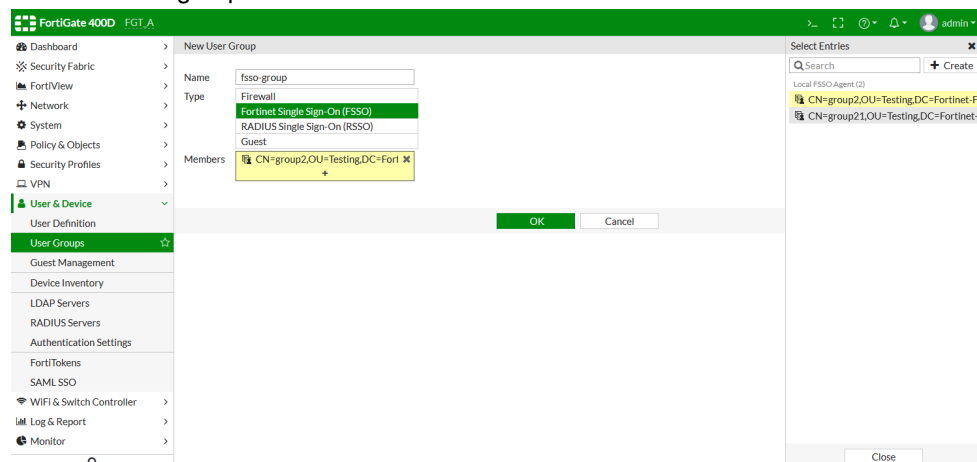 FortiGate 400D FGT_A
admin
Dashboard
Security Fabric
FortiView
Network
System
Policy & Objects
Security Profiles
VPN
User & Device
User Definition
User Groups
Guest Management
Device Inventory
LDAP Servers
RADIUS Servers
Authentication Settings
FortiTokens
SAML SSO
WiFi & Switch Controller
Log & Report
Monitor
New User Group
Name fsso-group
Type Firewall
Fortinet Single Sign-On (FSSO)
RADIUS Single Sign-On (RSSO)
Guest
Members CN=group2,OU=Testing,DC=Fort
+
OK Cancel
Select Entries
Search + Create
Local FSSO Agent (2)
CN=group2,OU=Testing,DC=Fortinet-F
CN=group21,OU=Testing,DC=Fortinet-
Close